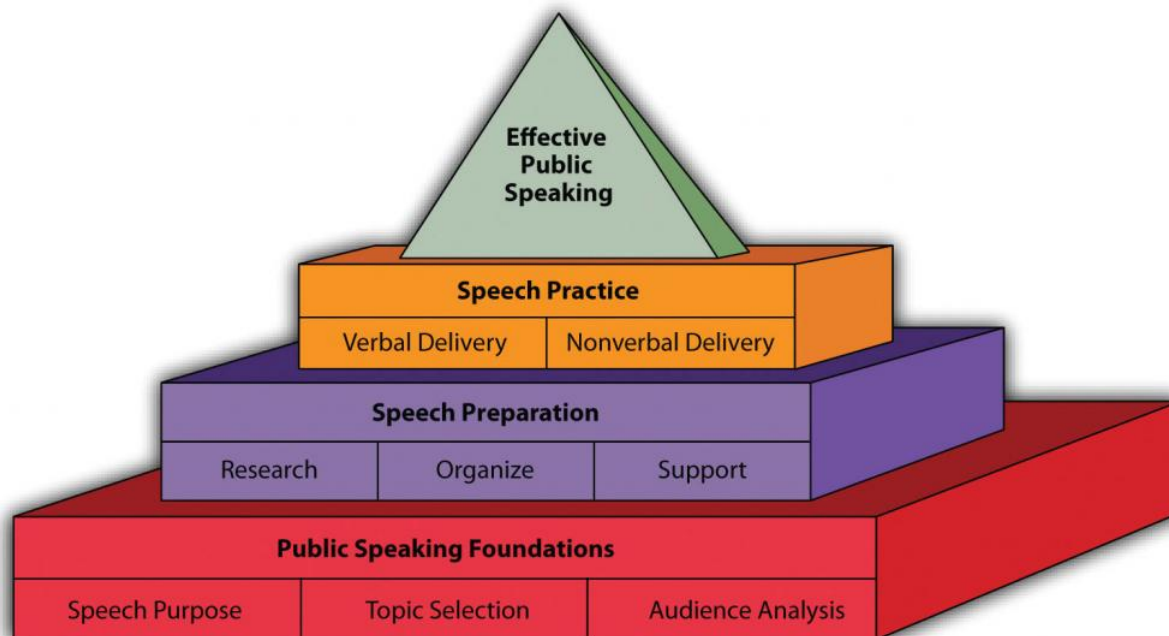 Effective
Public
Speaking
Speech Practice
Verbal Delivery Nonverbal Delivery
Speech Preparation
Research Organize Support
Public Speaking Foundations
Speech Purpose Topic Selection Audience Analysis